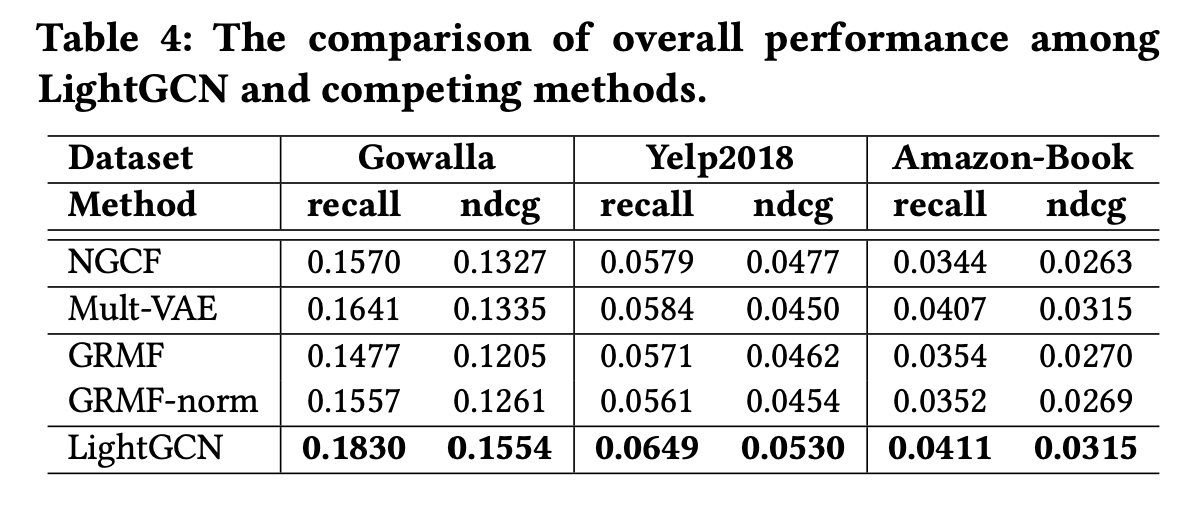 Table 4: The comparison of overall performance among
LightGCN and competing methods.
Dataset Gowalla Yelp2018 Amazon-Book
Method recall ndcg recall ndcg recall ndcg
NGCF 0.1570 0.1327 0.0579 0.0477 0.0344 0.0263
Mult-VAE 0.1641 0.1335 0.0584 0.0450 0.0407 0.0315
GRMF 0.1477 0.1205 0.0571 0.0462 0.0354 0.0270
GRMF-norm 0.1557 0.1261 0.0561 0.0454 0.0352 0.0269
LightGCN 0.1830 0.1554 0.0649 0.0530 0.0411 0.0315